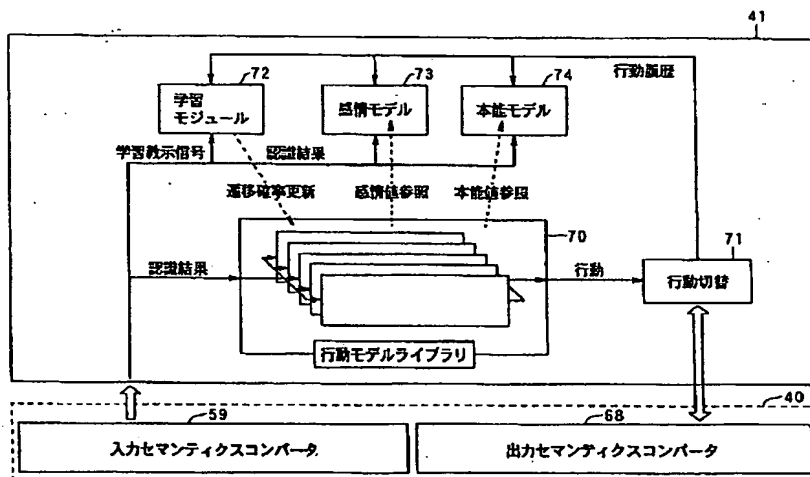 41
72
73
74
行動履歴
学習
モジュール
感情モデル
本能モデル
学習教示信号
認識結果
遷移確率更新
感情値参照
本能値参照
70
71
認識結果
行動
行動切替
行動モデルライブラリ
40
59
68
入力セマンティクスコンバータ
出力セマンティクスコンバータ